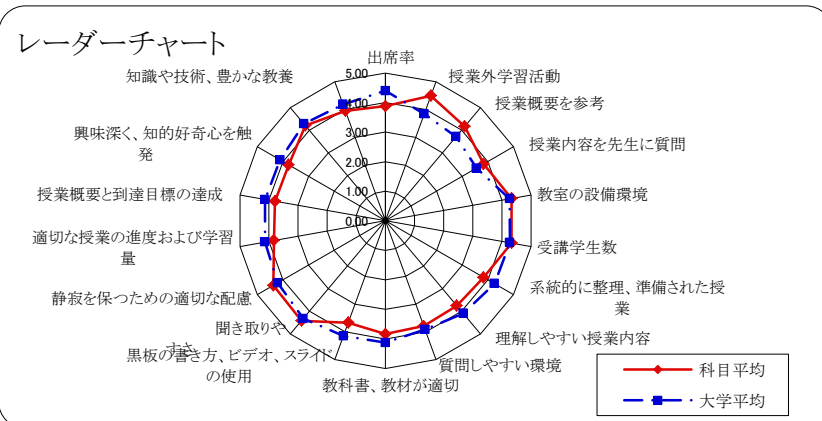 レーダーチャート
出席率
授業外学習活動
授業概要を参考
授業内容を先生に質問
教室の設備環境
受講学生数
系統的に整理、準備された授
業
理解しやすい授業内容
質問しやすい環境
教科書、教材が適切
黒板の書き方、ビデオ、スライド
の使用
聞き取りや
すさ
静寂を保つための適切な配慮
適切な授業の進度および学習
量
授業概要と到達目標の達成
興味深く、知的好奇心を触
発
知識や技術、豊かな教養
5.00
4.00
3.00
2.00
1.00
0.00
科目平均
大学平均